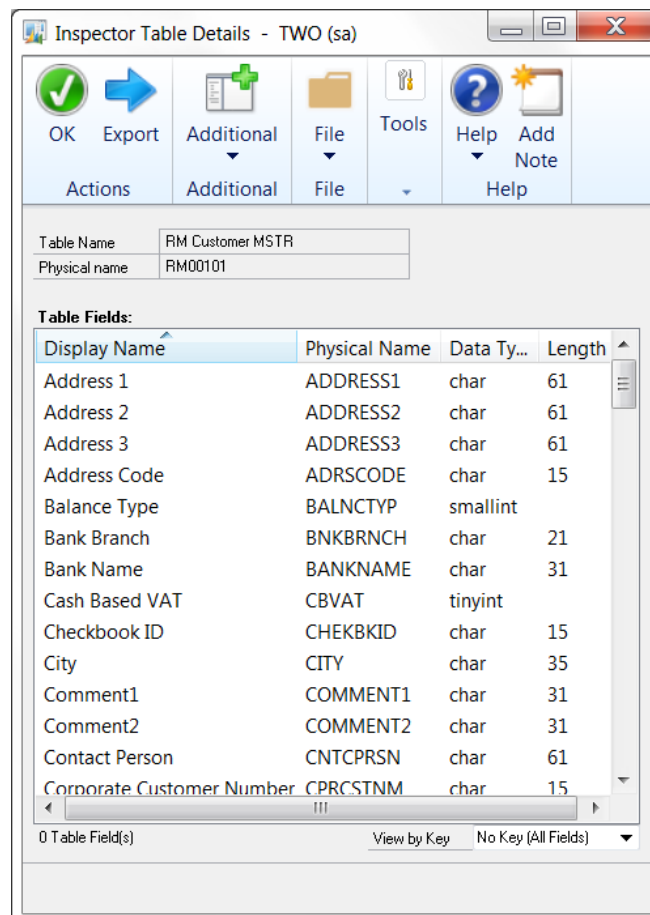 Inspector Table Details - TWO (sa)
OK Export Additional File Tools Help Add Note
Actions Additional File Help
Table Name RM Customer MSTR
Physical name RM00101
Table Fields:
Display Name Physical Name Data Ty... Length
Address 1 ADDRESS1 char 61
Address 2 ADDRESS2 char 61
Address 3 ADDRESS3 char 61
Address Code ADRSCODE char 15
Balance Type BALNCTYP smallint
Bank Branch BNKBRNCH char 21
Bank Name BANKNAME char 31
Cash Based VAT CBVAT tinyint
Checkbook ID CHEKBKID char 15
City CITY char 35
Comment1 COMMENT1 char 31
Comment2 COMMENT2 char 31
Contact Person CNTCPRSN char 61
Corporate Customer Number CPRCSTNM char 15
0 Table Field(s) View by Key No Key (All Fields)